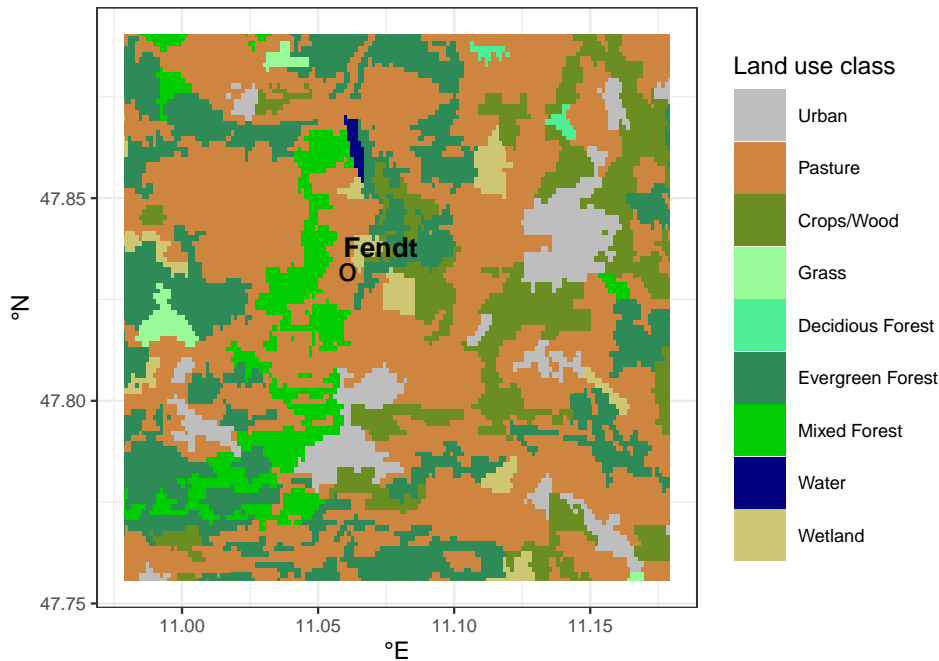 Land use class
Urban
Pasture
Crops/Wood
Grass
Decidious Forest
Evergreen Forest
Mixed Forest
Water
Wetland
Fendt
°N
47.85
47.80
47.75
11.00
11.05
11.10
11.15
°E